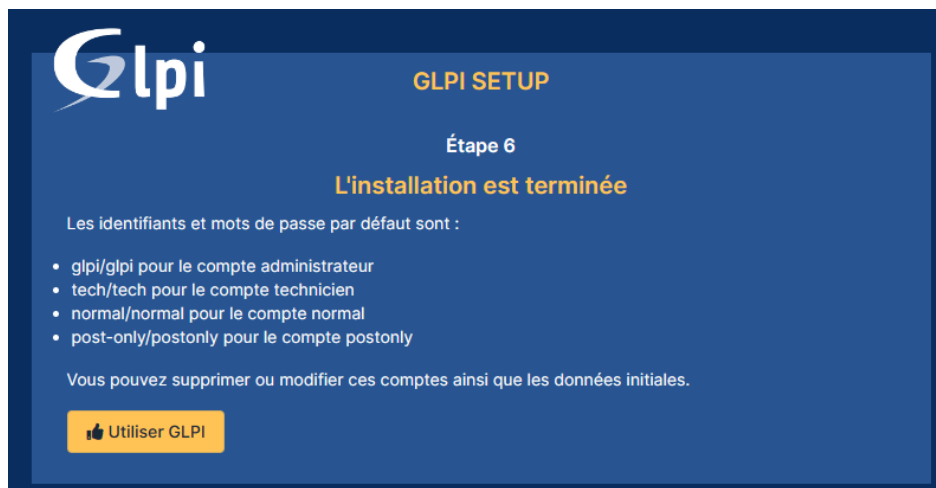 Glpi
GLPI SETUP
Étape 6
L'installation est terminée
Les identifiants et mots de passe par défaut sont :
glpi/glpi pour le compte administrateur
tech/tech pour le compte technicien
normal/normal pour le compte normal
post-only/postonly pour le compte postonly
Vous pouvez supprimer ou modifier ces comptes ainsi que les données initiales.
Utiliser GLPI